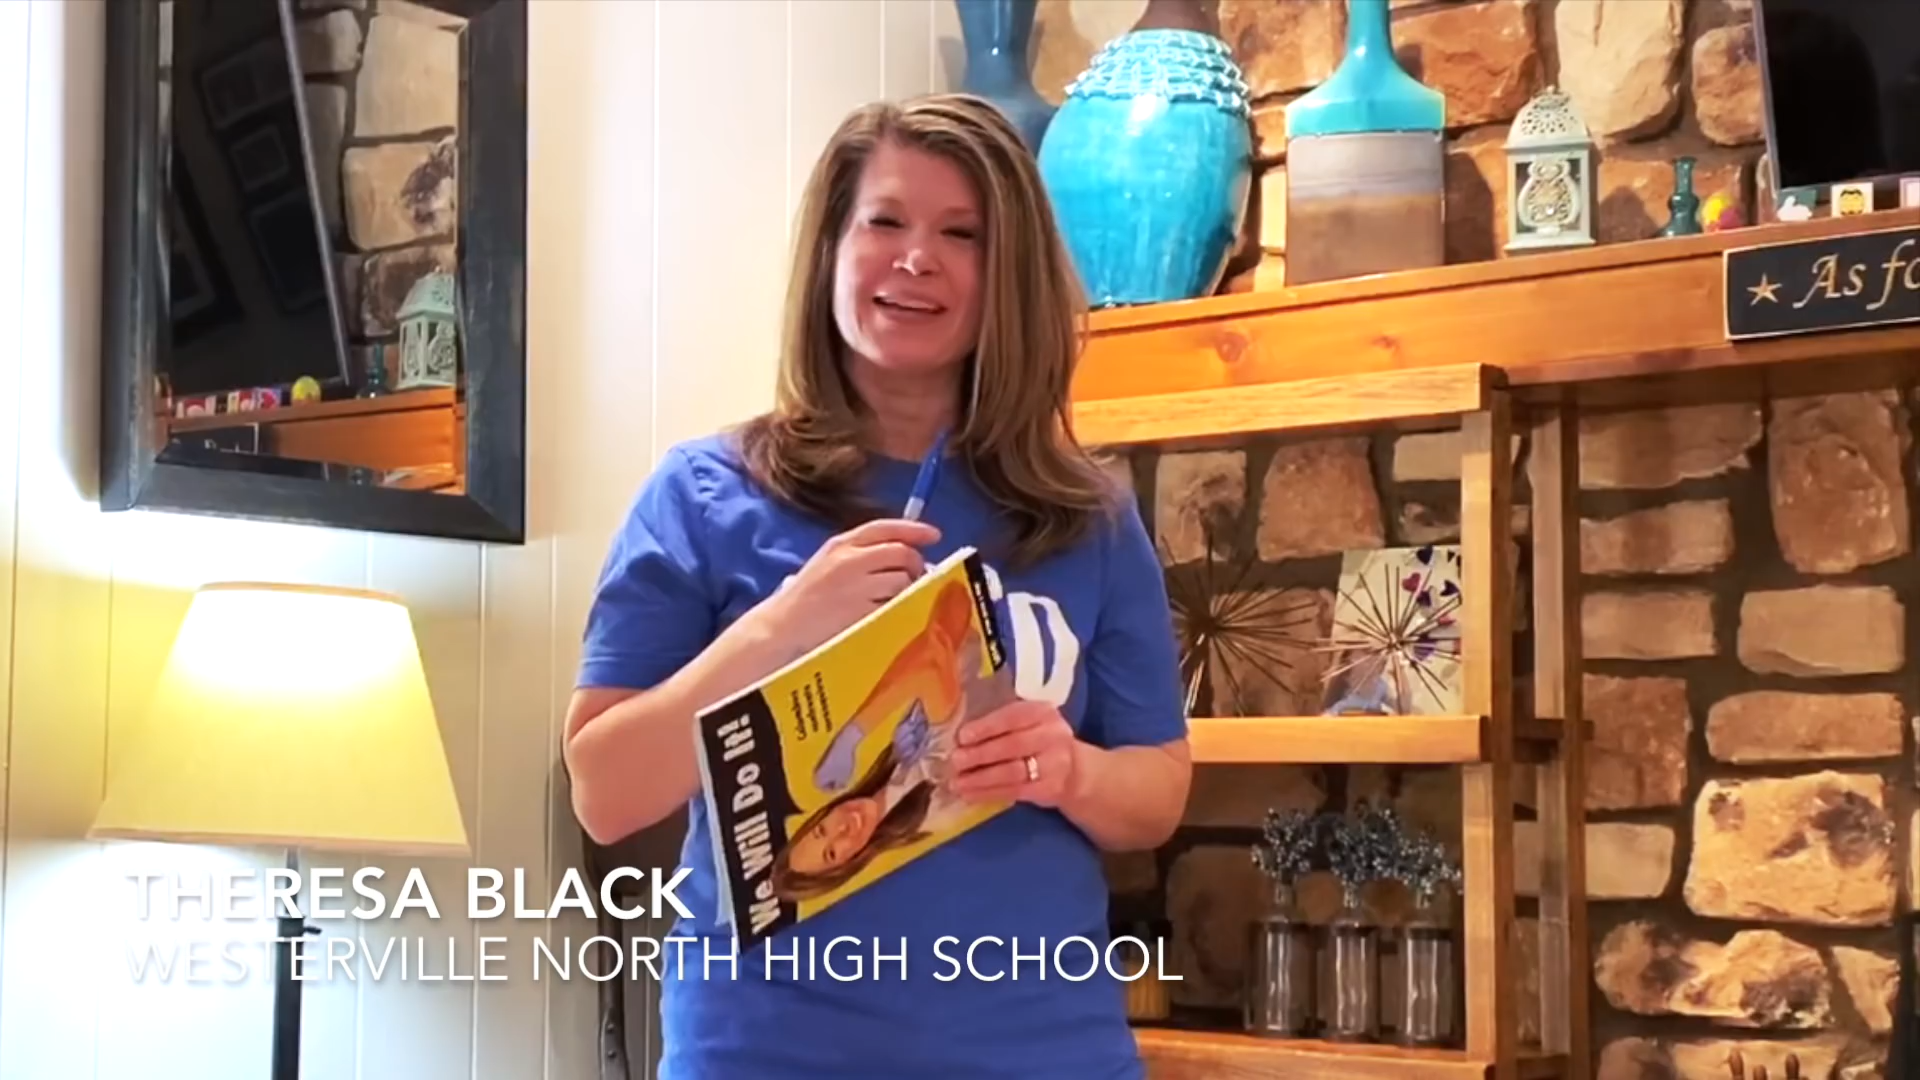 As fo
D
We Will Do It!
THERESA BLACK
WESTERVILLE NORTH HIGH SCHOOL